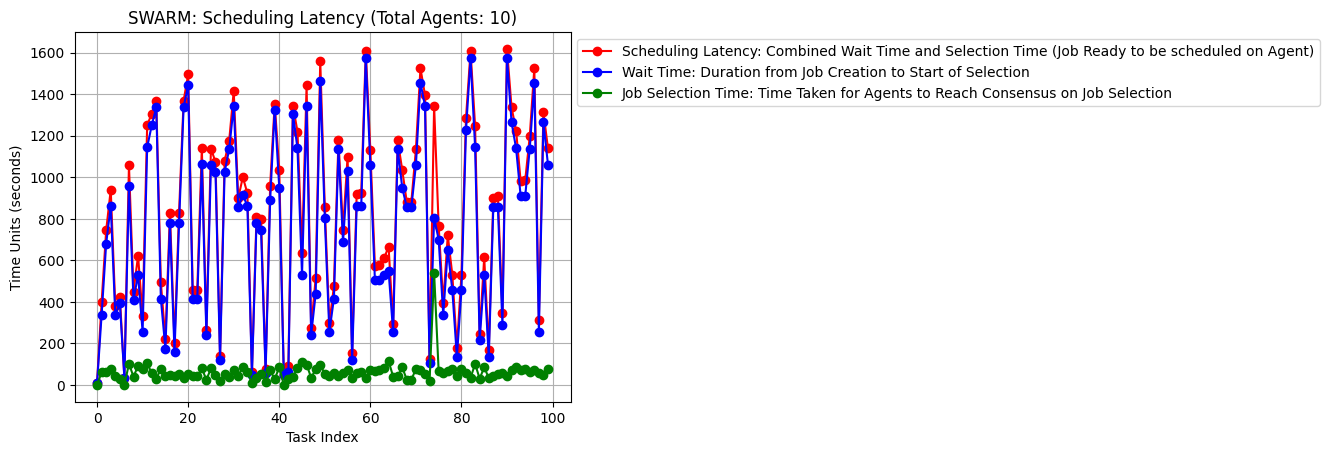 SWARM: Scheduling Latency (Total Agents: 10)
Scheduling Latency: Combined Wait Time and Selection Time (Job Ready to be scheduled on Agent)
Wait Time: Duration from Job Creation to Start of Selection
Job Selection Time: Time Taken for Agents to Reach Consensus on Job Selection
Time Units (seconds)
1600
1400
1200
1000
800
600
400
200
0
0 20 40 60 80 100
Task Index